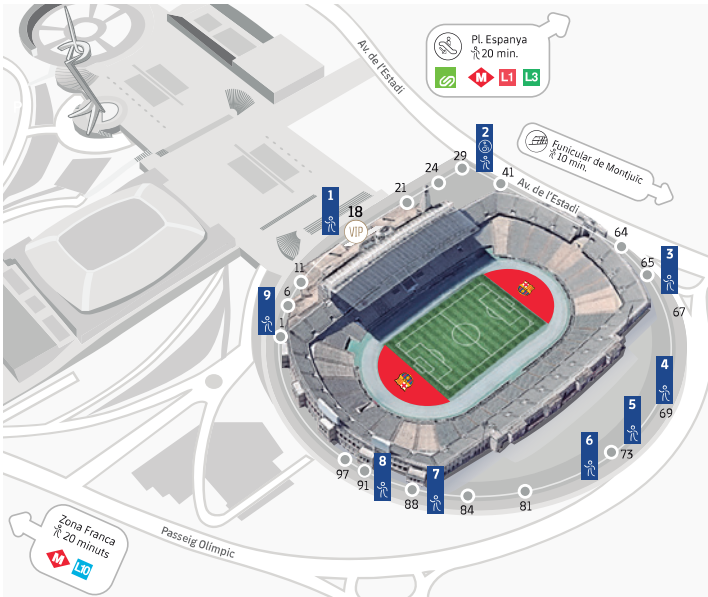 Av. de l'Estadi
Pl. Espanya
20 min.
M L1 L3
2
29
24
41
Funicular de Montjuïc
10 min.
Av. de l'Estadi
1
21
18
VIP
64
3
65
11
6
9
1
67
4
69
5
6
73
97
91
8
7
88
84
81
Zona Franca
20 minuts
M L10
Passeig Olímpic